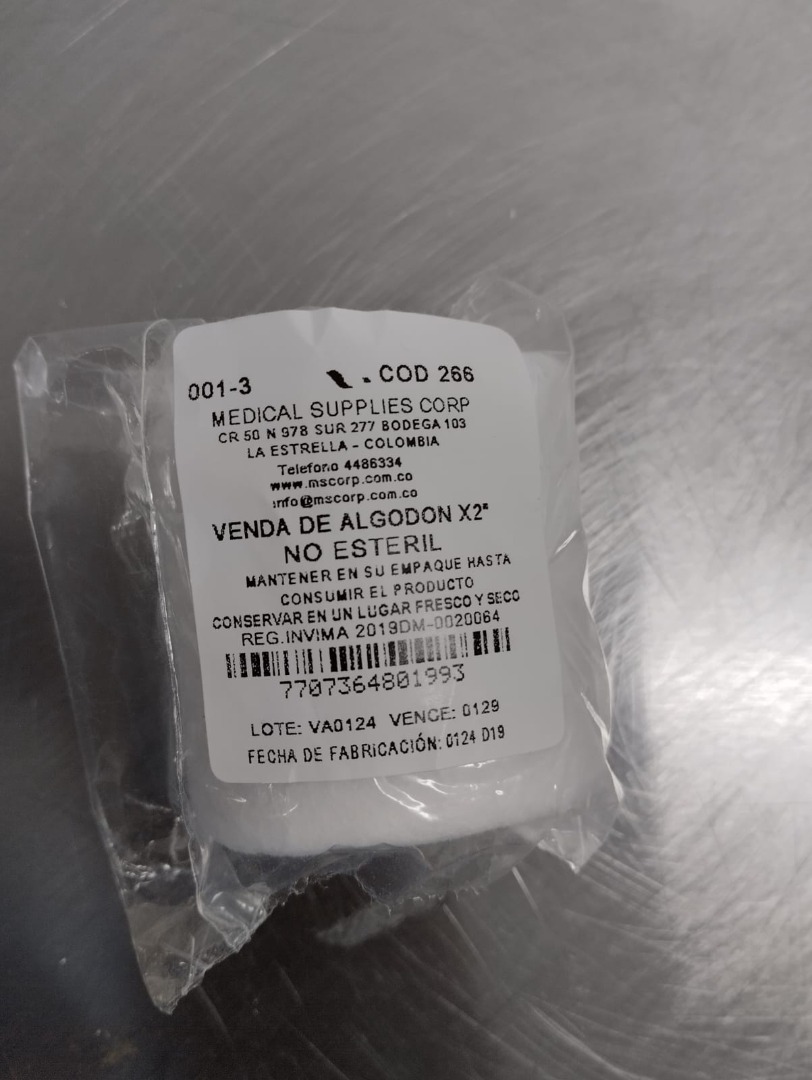 001-3 . COD 266
MEDICAL SUPPLIES CORP
CR 50 N 978 SUR 277 BODEGA 103
LA ESTRELLA - COLOMBIA
Telefono 4486334
www.mscorp.com.co
info@mscorp.com.co
VENDA DE ALGODON X2"
NO ESTERIL
MANTENER EN SU EMPAQUE HASTA
CONSUMIR EL PRODUCTO
CONSERVAR EN UN LUGAR FRESCO Y SECO
REG.INVIMA 2019DM-0020064
7707364801993
LOTE: VA0124 VENCE: 0129
FECHA DE FABRICACIÓN: 0124 D19